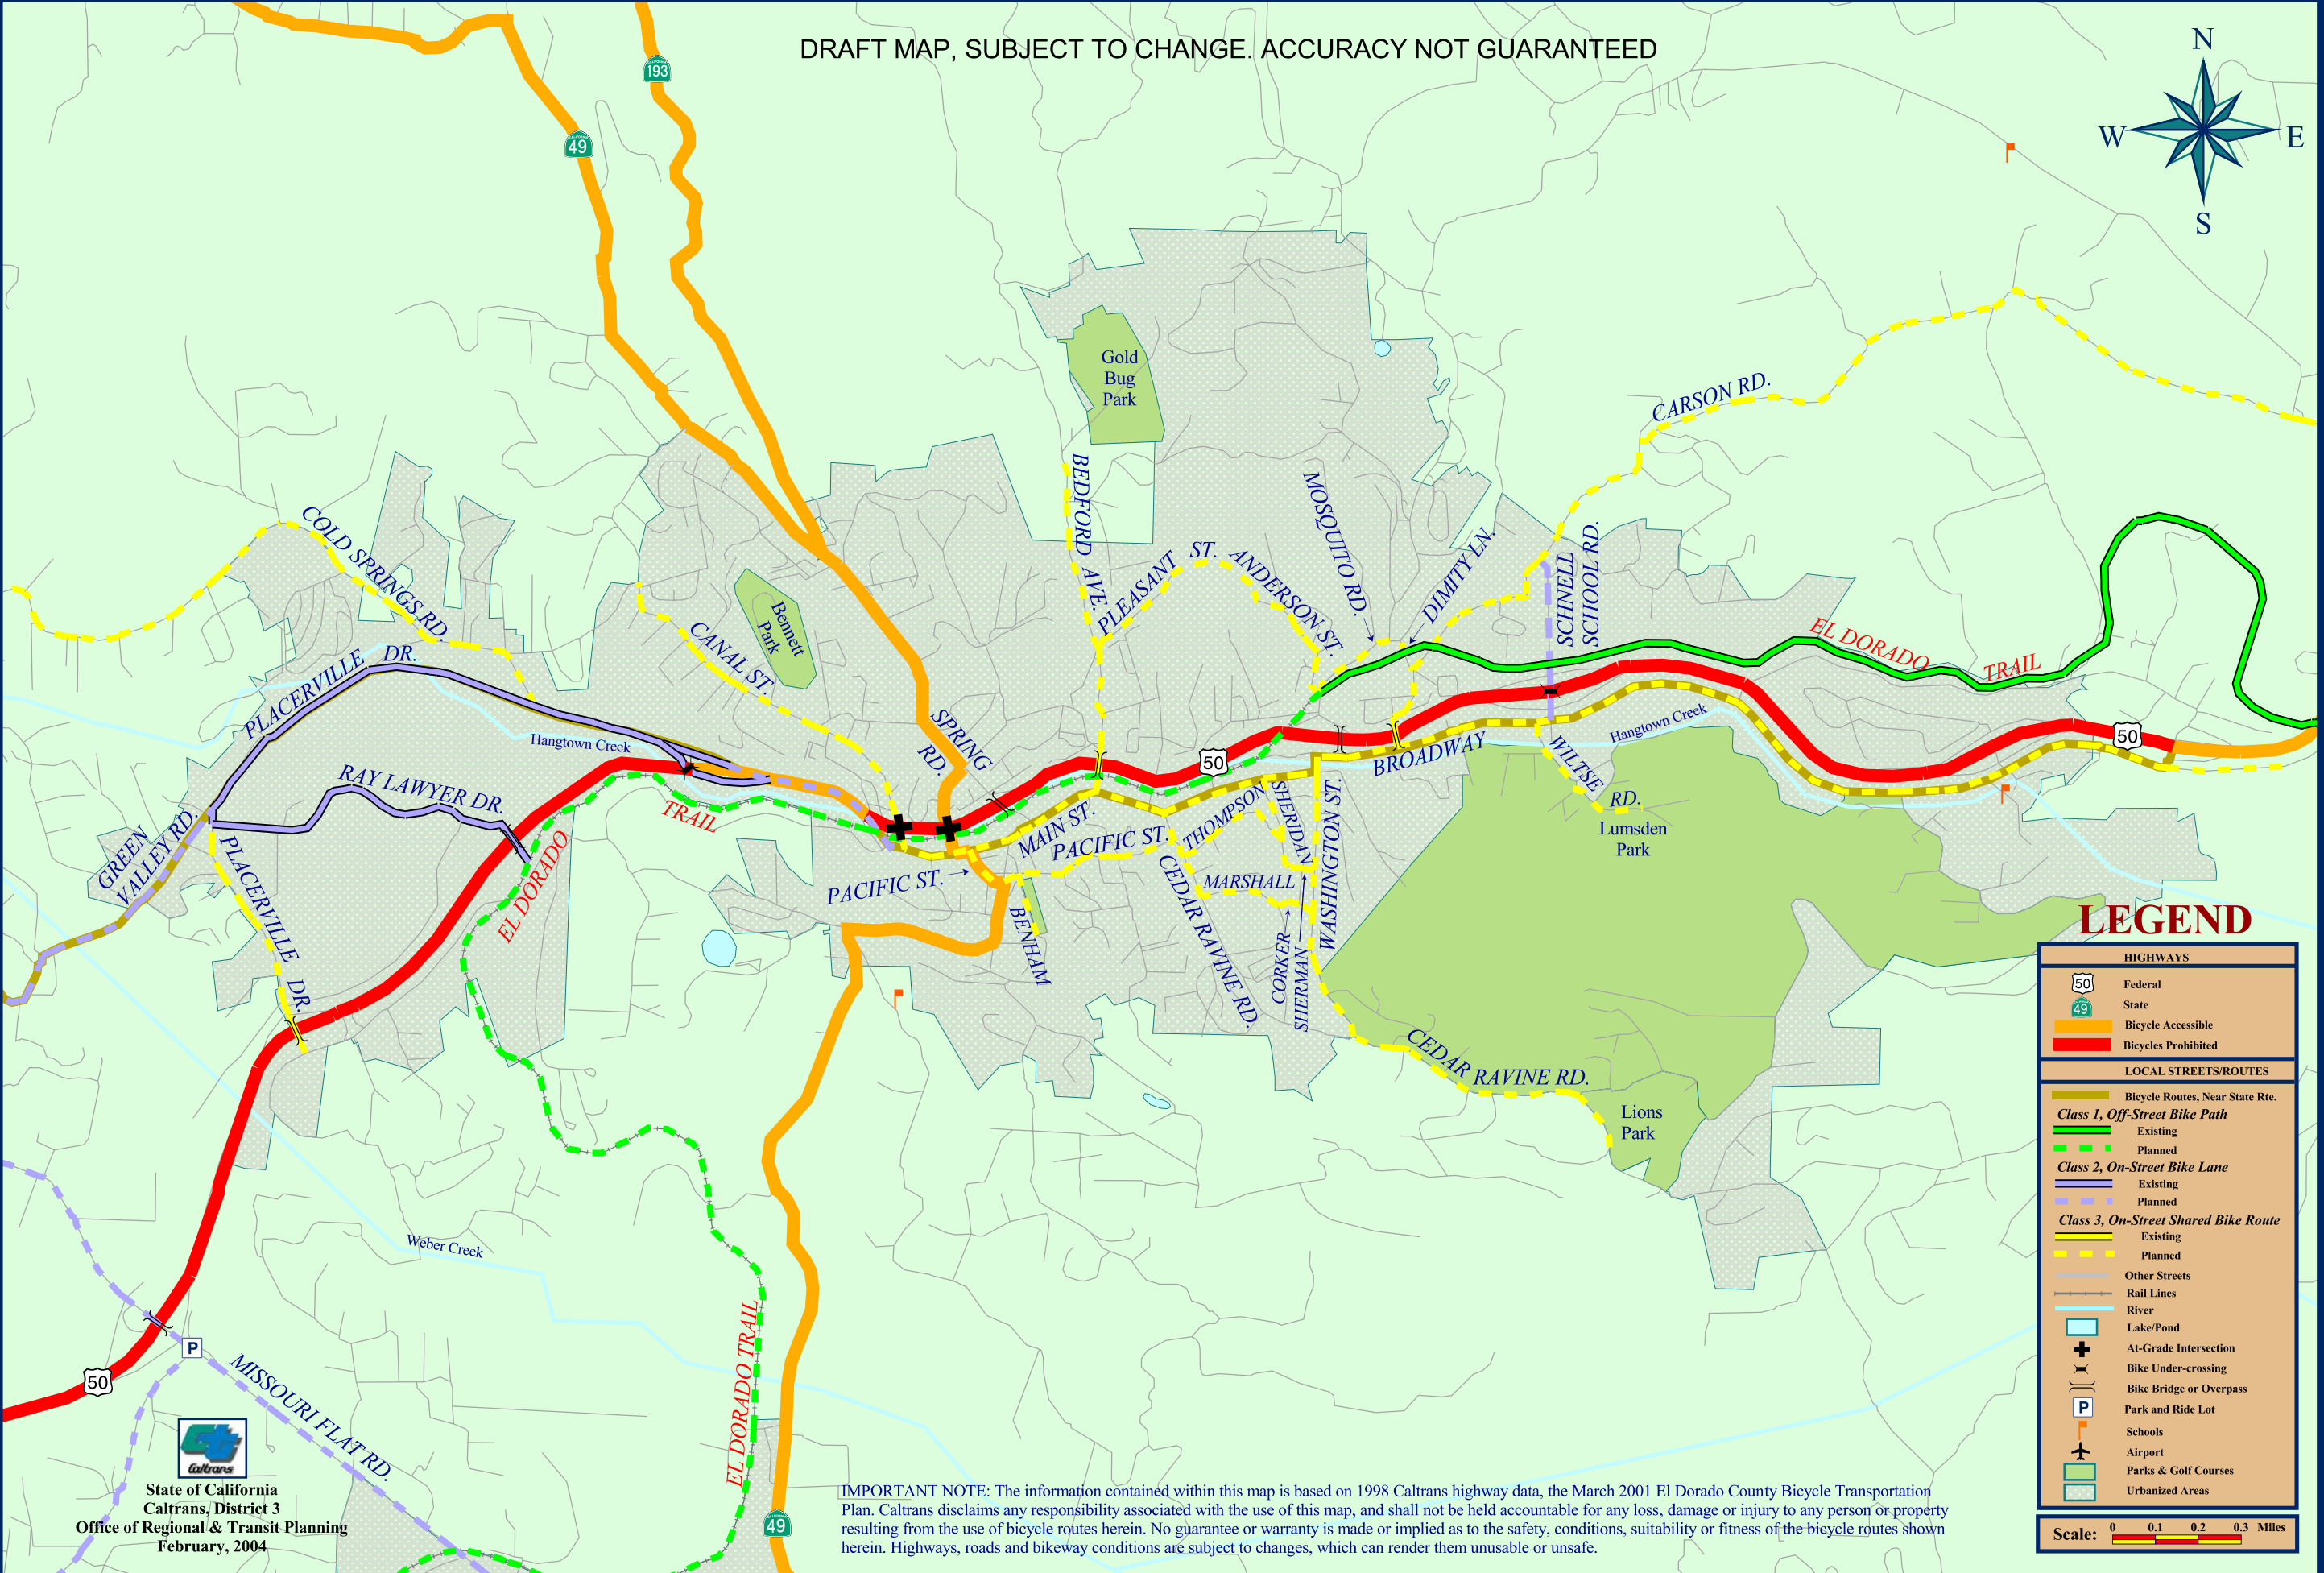 DRAFT MAP, SUBJECT TO CHANGE. ACCURACY NOT GUARANTEED
N
W
E
S
CALIFORNIA
193
CALIFORNIA
49
Gold
Bug
Park
CARSON RD.
BEDFORD AVE.
PLEASANT ST.
ANDERSON ST.
MOSQUITO RD.
DIMITY LN.
SCHNELL
SCHOOL RD.
COLD SPRINGS RD.
CANAL ST.
Bennett
Park
PLACERVILLE DR.
Hangtown Creek
RAY LAWYER DR.
SPRING
RD.
EL DORADO TRAIL
50
50
Hangtown Creek
BROADWAY
WILTSE RD.
Lumsden
Park
GREEN
VALLEY RD.
PLACERVILLE DR.
EL DORADO TRAIL
MAIN ST.
PACIFIC ST.
PACIFIC ST.
THOMPSON
SHERIDAN
WASHINGTON ST.
MARSHALL
CEDAR RAVINE RD.
BENHAM
CORKER
SHERMAN
CEDAR RAVINE RD.
Lions
Park
Weber Creek
EL DORADO TRAIL
P
50
MISSOURI FLAT RD.
CALIFORNIA
49
Caltrans
State of California
Caltrans, District 3
Office of Regional & Transit Planning
February, 2004
IMPORTANT NOTE: The information contained within this map is based on 1998 Caltrans highway data, the March 2001 El Dorado County Bicycle Transportation
Plan. Caltrans disclaims any responsibility associated with the use of this map, and shall not be held accountable for any loss, damage or injury to any person or property
resulting from the use of bicycle routes herein. No guarantee or warranty is made or implied as to the safety, conditions, suitability or fitness of the bicycle routes shown
herein. Highways, roads and bikeway conditions are subject to changes, which can render them unusable or unsafe.
LEGEND
HIGHWAYS
50 Federal
49 State
Bicycle Accessible
Bicycles Prohibited
LOCAL STREETS/ROUTES
Bicycle Routes, Near State Rte.
Class 1, Off-Street Bike Path
Existing
Planned
Class 2, On-Street Bike Lane
Existing
Planned
Class 3, On-Street Shared Bike Route
Existing
Planned
Other Streets
Rail Lines
River
Lake/Pond
At-Grade Intersection
Bike Under-crossing
Bike Bridge or Overpass
P Park and Ride Lot
Schools
Airport
Parks & Golf Courses
Urbanized Areas
Scale: 0 0.1 0.2 0.3 Miles